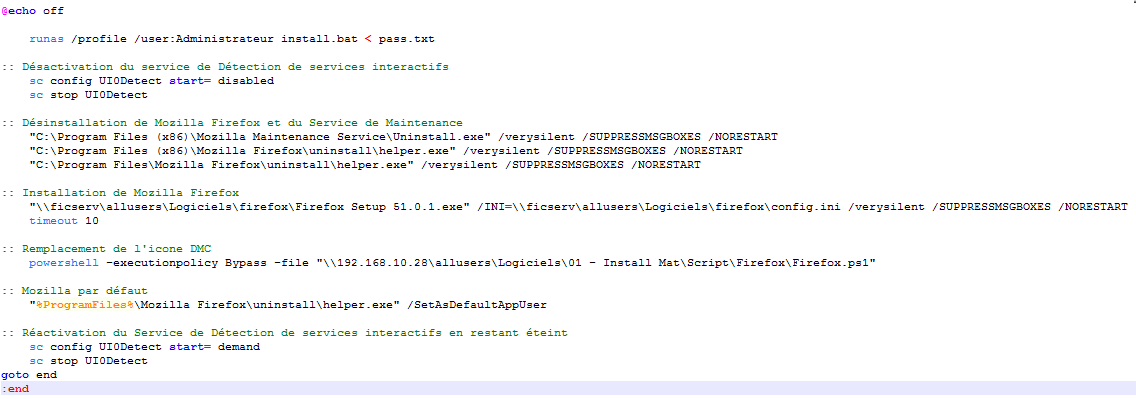 @echo off
runas /profile /user:Administrateur install.bat < pass.txt
:: Désactivation du service de Détection de services interactifs
sc config UI0Detect start= disabled
sc stop UI0Detect
:: Désinstallation de Mozilla Firefox et du Service de Maintenance
"C:\Program Files (x86)\Mozilla Maintenance Service\Uninstall.exe" /verysilent /SUPPRESSMSGBOXES /NORESTART
"C:\Program Files (x86)\Mozilla Firefox\uninstall\helper.exe" /verysilent /SUPPRESSMSGBOXES /NORESTART
"C:\Program Files\Mozilla Firefox\uninstall\helper.exe" /verysilent /SUPPRESSMSGBOXES /NORESTART
:: Installation de Mozilla Firefox
"\\ficserv\allusers\Logiciels\firefox\Firefox Setup 51.0.1.exe" /INI=\\ficserv\allusers\Logiciels\firefox\config.ini /verysilent /SUPPRESSMSGBOXES /NORESTART
timeout 10
:: Remplacement de l'icone DMC
powershell -executionpolicy Bypass -file "\\192.168.10.28\allusers\Logiciels\01 - Install Mat\Script\Firefox\Firefox.ps1"
:: Mozilla par défaut
"%ProgramFiles%\Mozilla Firefox\uninstall\helper.exe" /SetAsDefaultAppUser
:: Réactivation du Service de Détection de services interactifs en restant éteint
sc config UI0Detect start= demand
sc stop UI0Detect
goto end
:end